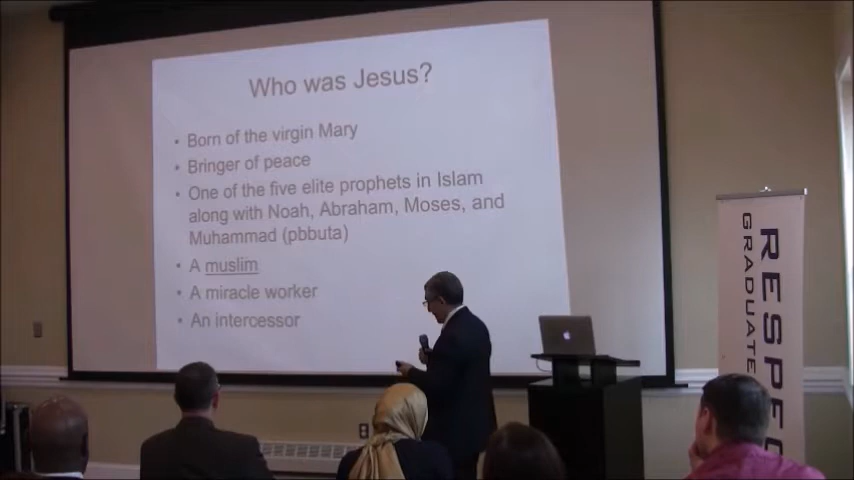 Who was Jesus?
• Born of the virgin Mary
• Bringer of peace
• One of the five elite prophets in Islam
along with Noah, Abraham, Moses, and
Muhammad (pbbuta)
• A muslim
• A miracle worker
• An intercessor
RESPEC
GRADUATE